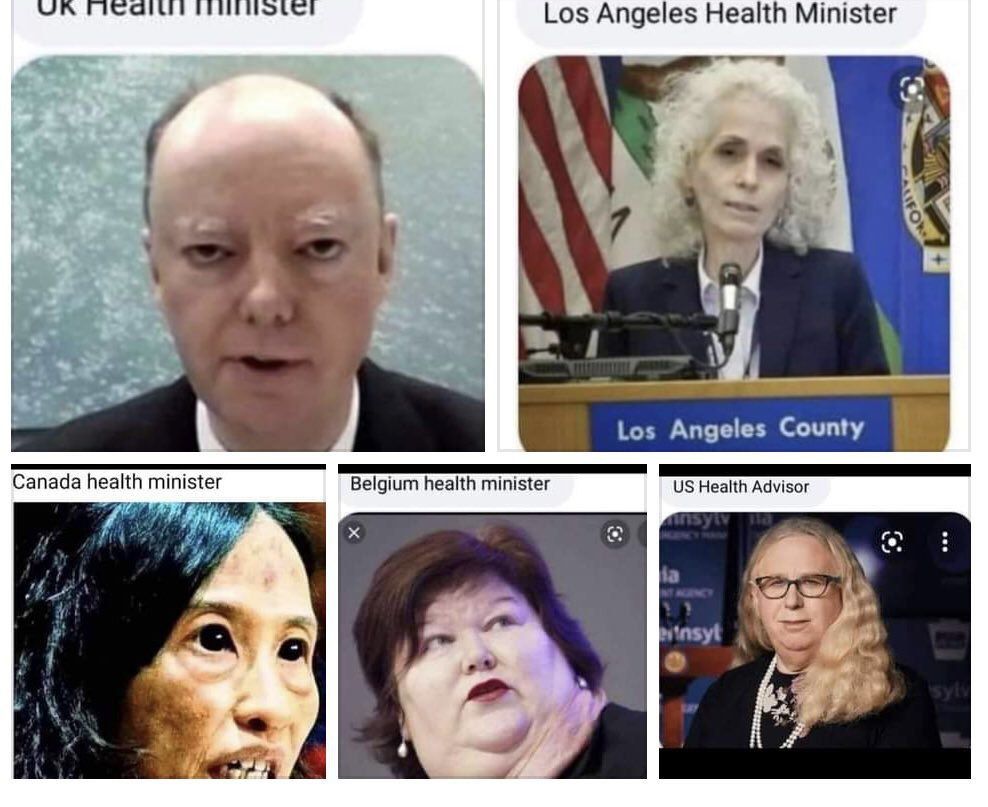 Uk Health minister
Los Angeles Health Minister
CALIFOR
Los Angeles County
Canada health minister
Belgium health minister
US Health Advisor